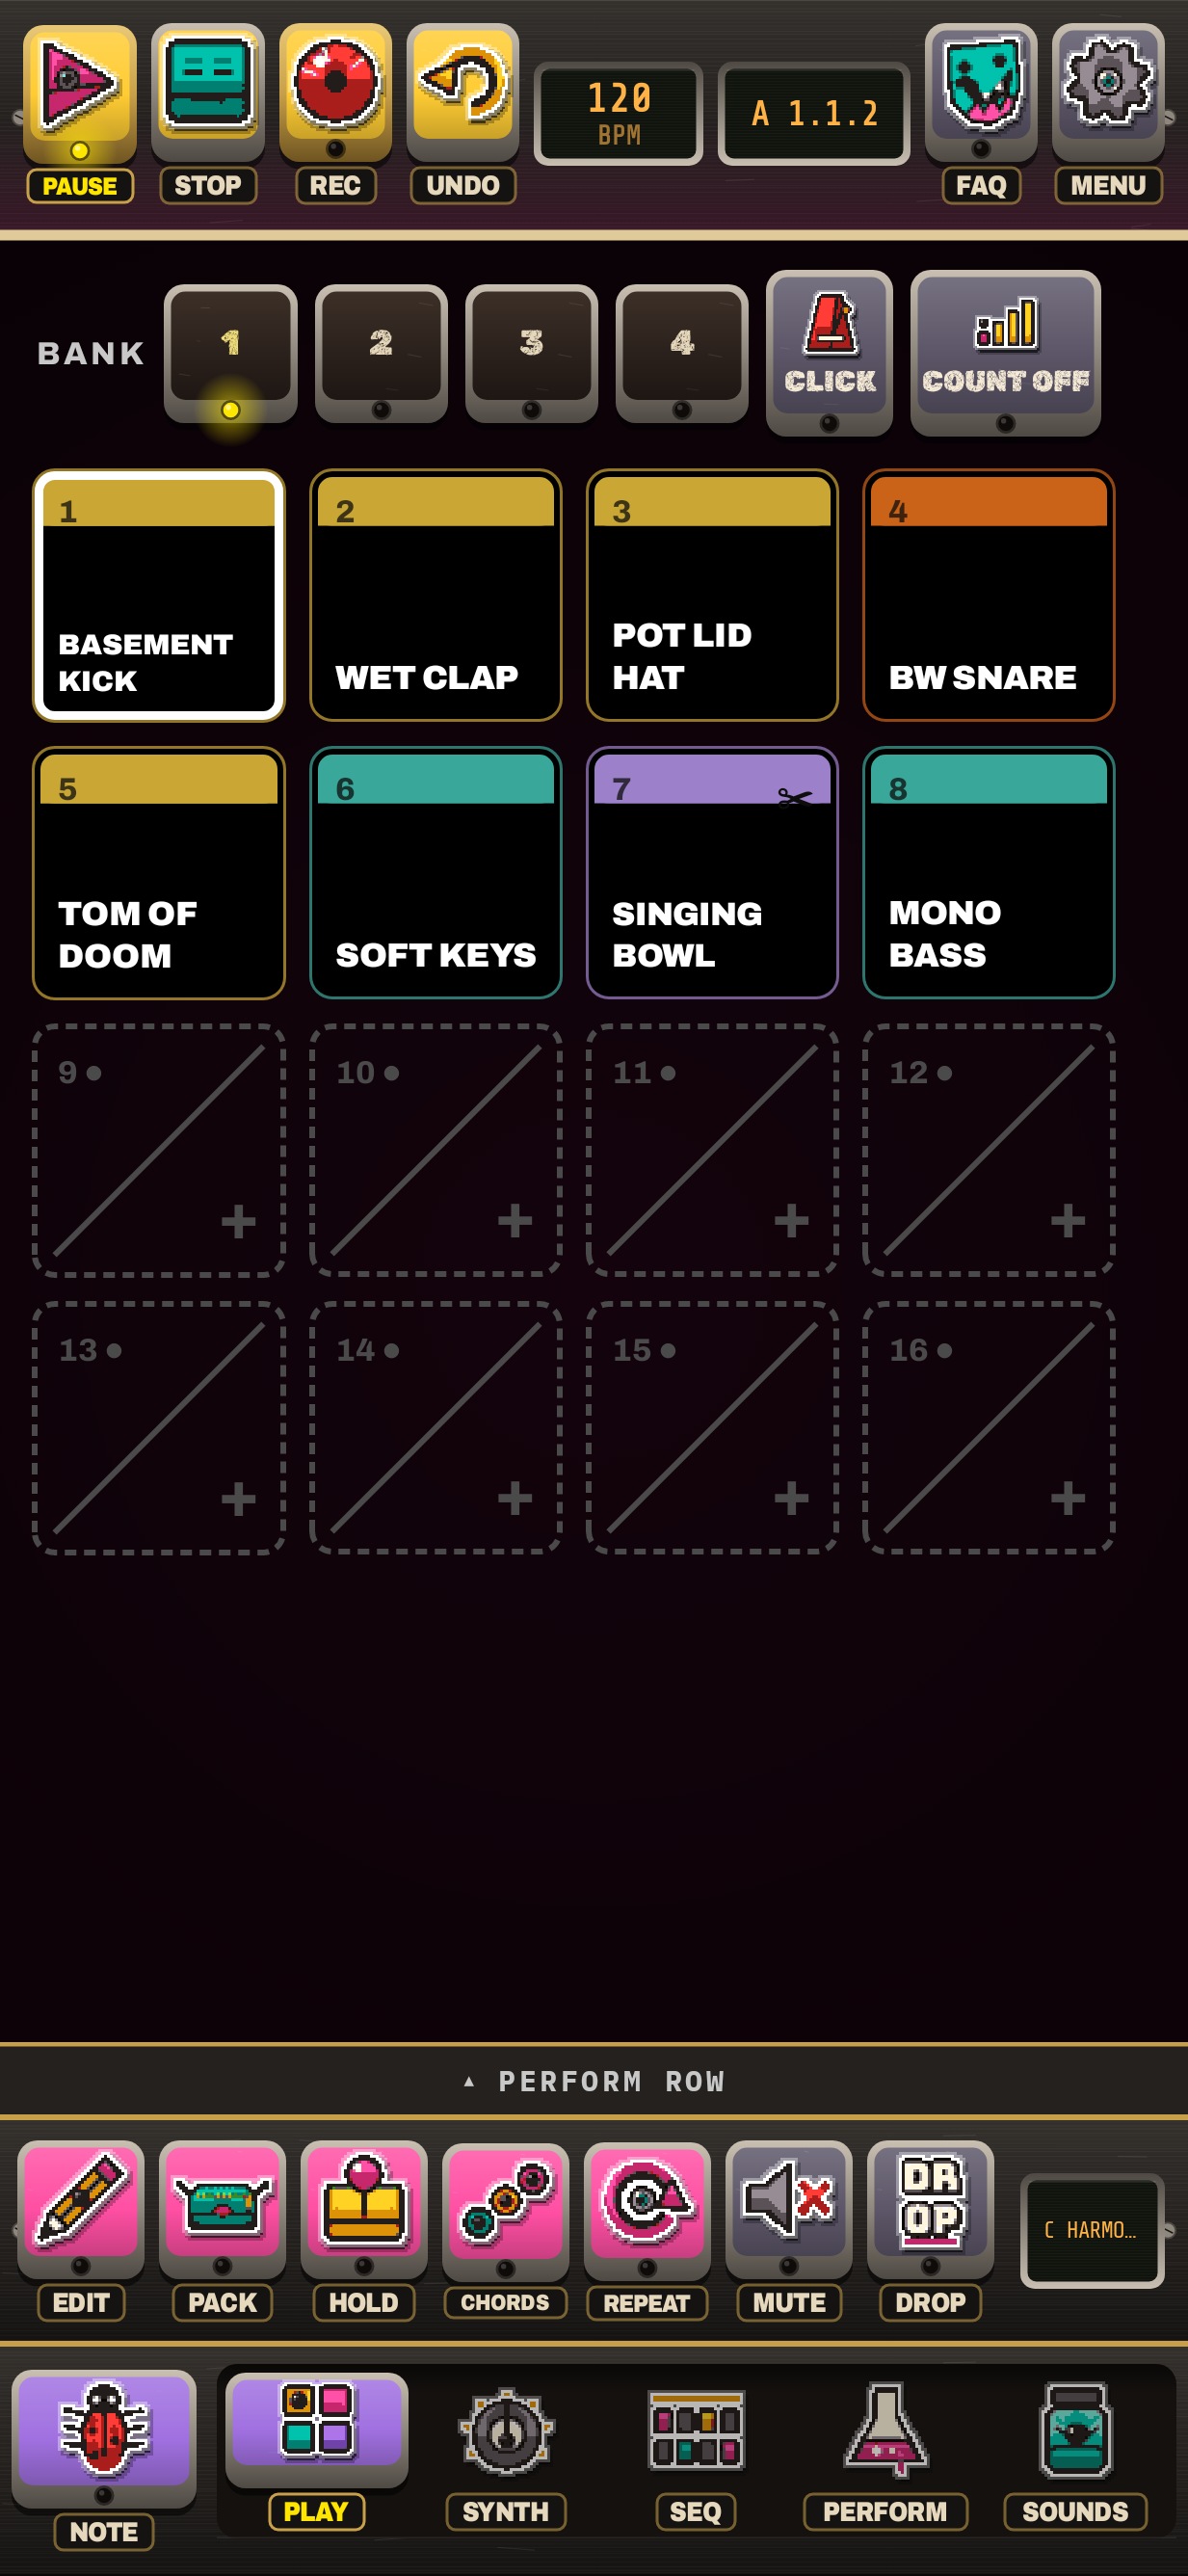 120
BPM
A 1.1.2
PAUSE
STOP
REC
UNDO
FAQ
MENU
BANK
1
2
3
4
CLICK
COUNT OFF
1
BASEMENT
KICK
2
WET CLAP
3
POT LID
HAT
4
BW SNARE
5
TOM OF
DOOM
6
SOFT KEYS
7
SINGING
BOWL
8
MONO
BASS
9
10
11
12
13
14
15
16
▲ PERFORM ROW
DR
OP
C HARMO…
EDIT
PACK
HOLD
CHORDS
REPEAT
MUTE
DROP
NOTE
PLAY
SYNTH
SEQ
PERFORM
SOUNDS